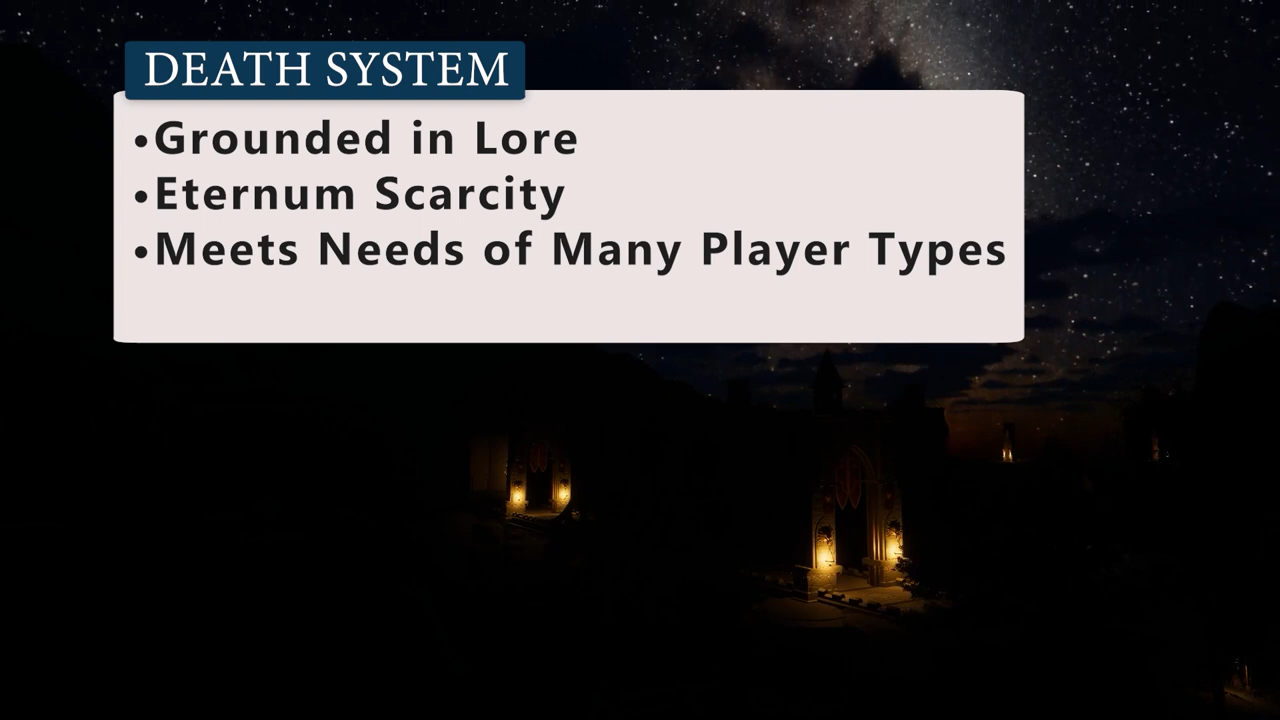 DEATH SYSTEM
•Grounded in Lore
•Eternum Scarcity
•Meets Needs of Many Player Types